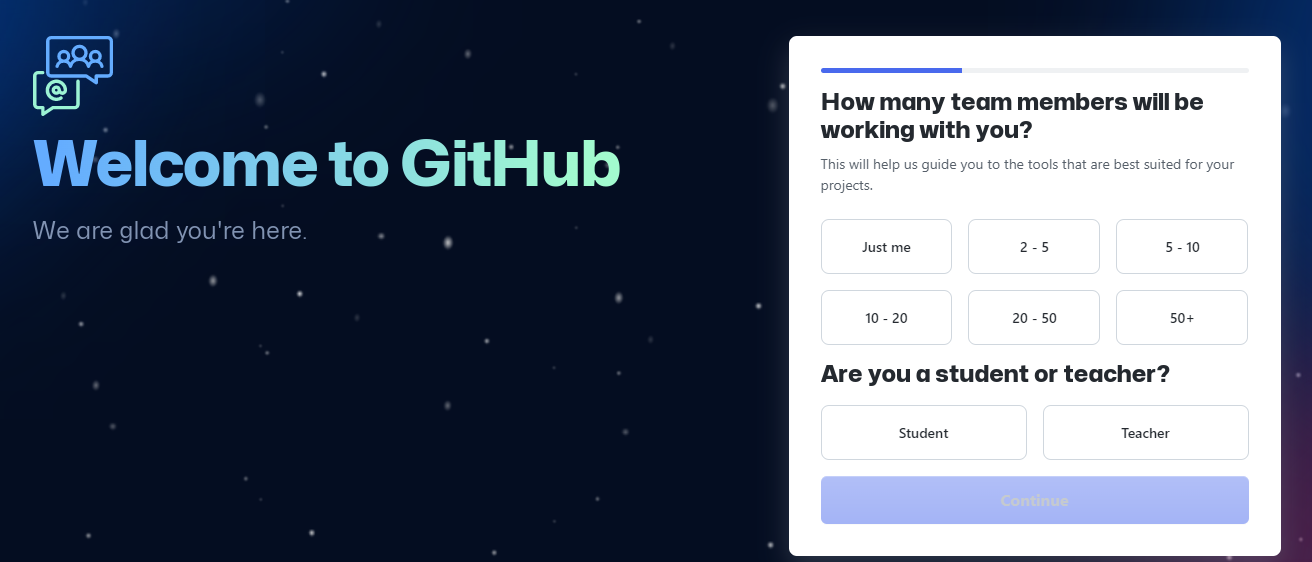 Welcome to GitHub
We are glad you're here.
How many team members will be
working with you?
This will help us guide you to the tools that are best suited for your
projects.
Just me
2 - 5
5 - 10
10 - 20
20 - 50
50+
Are you a student or teacher?
Student
Teacher
Continue